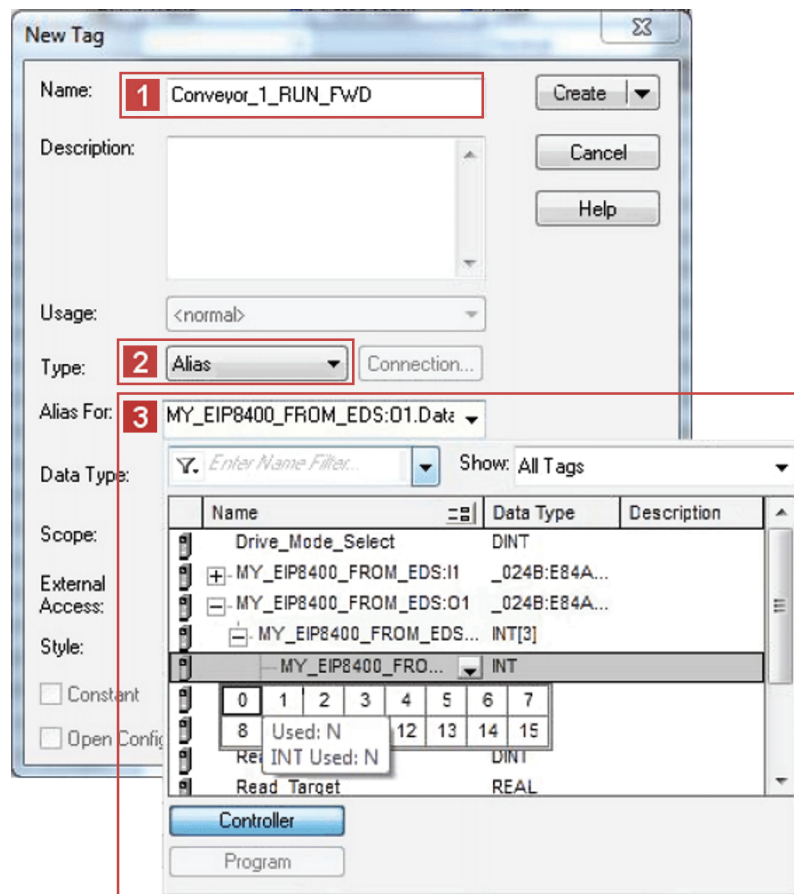 New Tag
Name:
1
Conveyor_1_RUN_FWD
Create
Description:
Cancel
Help
Usage:
<normal>
Type:
2
Alias
Connection...
Alias For:
3
MY_EIP8400_FROM_EDS:O1.Data
Data Type:
Enter Name Filter...
Show: All Tags
Name
Data Type
Description
Scope:
Drive_Mode_Select
DINT
External
Access:
MY_EIP8400_FROM_EDS:I1
_024B:E84A...
MY_EIP8400_FROM_EDS:O1
_024B:E84A...
Style:
MY_EIP8400_FROM_EDS...
INT[3]
MY_EIP8400_FRO...
INT
Constant
0 1 2 3 4 5 6 7
8 12 13 14 15
Used: N
INT Used: N
Open Config
Re
DINT
Read_Target
REAL
Controller
Program